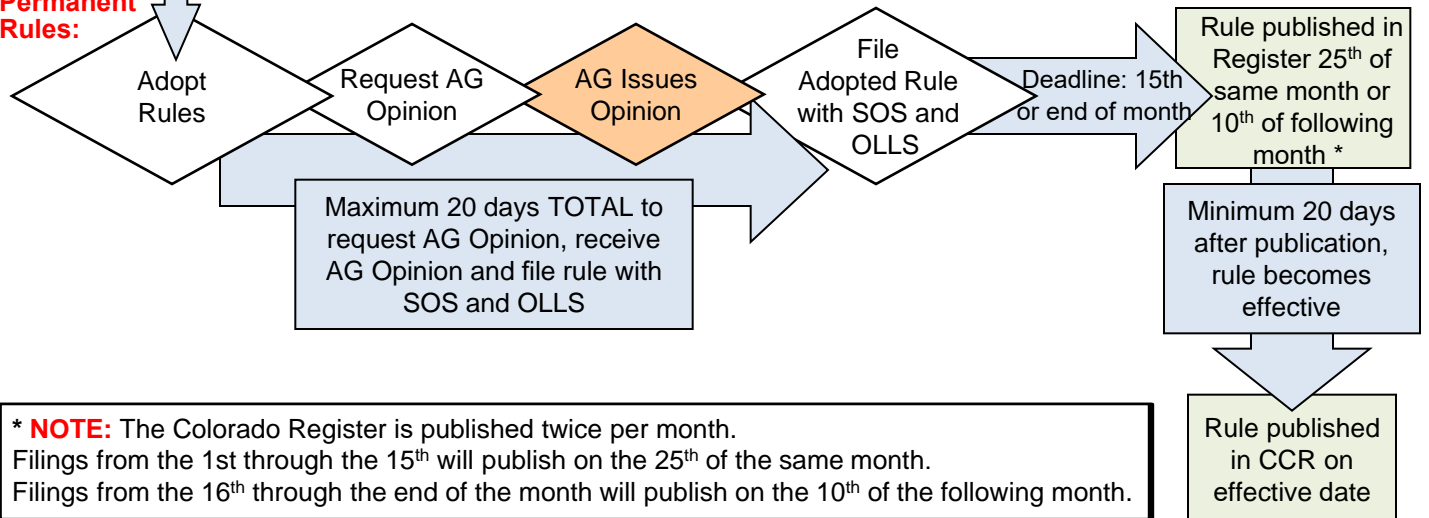 Permanent
Rules:
Adopt
Rules
Request AG
Opinion
AG Issues
Opinion
File
Adopted Rule
with SOS and
OLLS
Deadline: 15th
or end of month
Rule published in
Register 25th of
same month or
10th of following
month *
Maximum 20 days TOTAL to
request AG Opinion, receive
AG Opinion and file rule with
SOS and OLLS
Minimum 20 days
after publication,
rule becomes
effective
Rule published
in CCR on
effective date
* NOTE: The Colorado Register is published twice per month.
Filings from the 1st through the 15th will publish on the 25th of the same month.
Filings from the 16th through the end of the month will publish on the 10th of the following month.